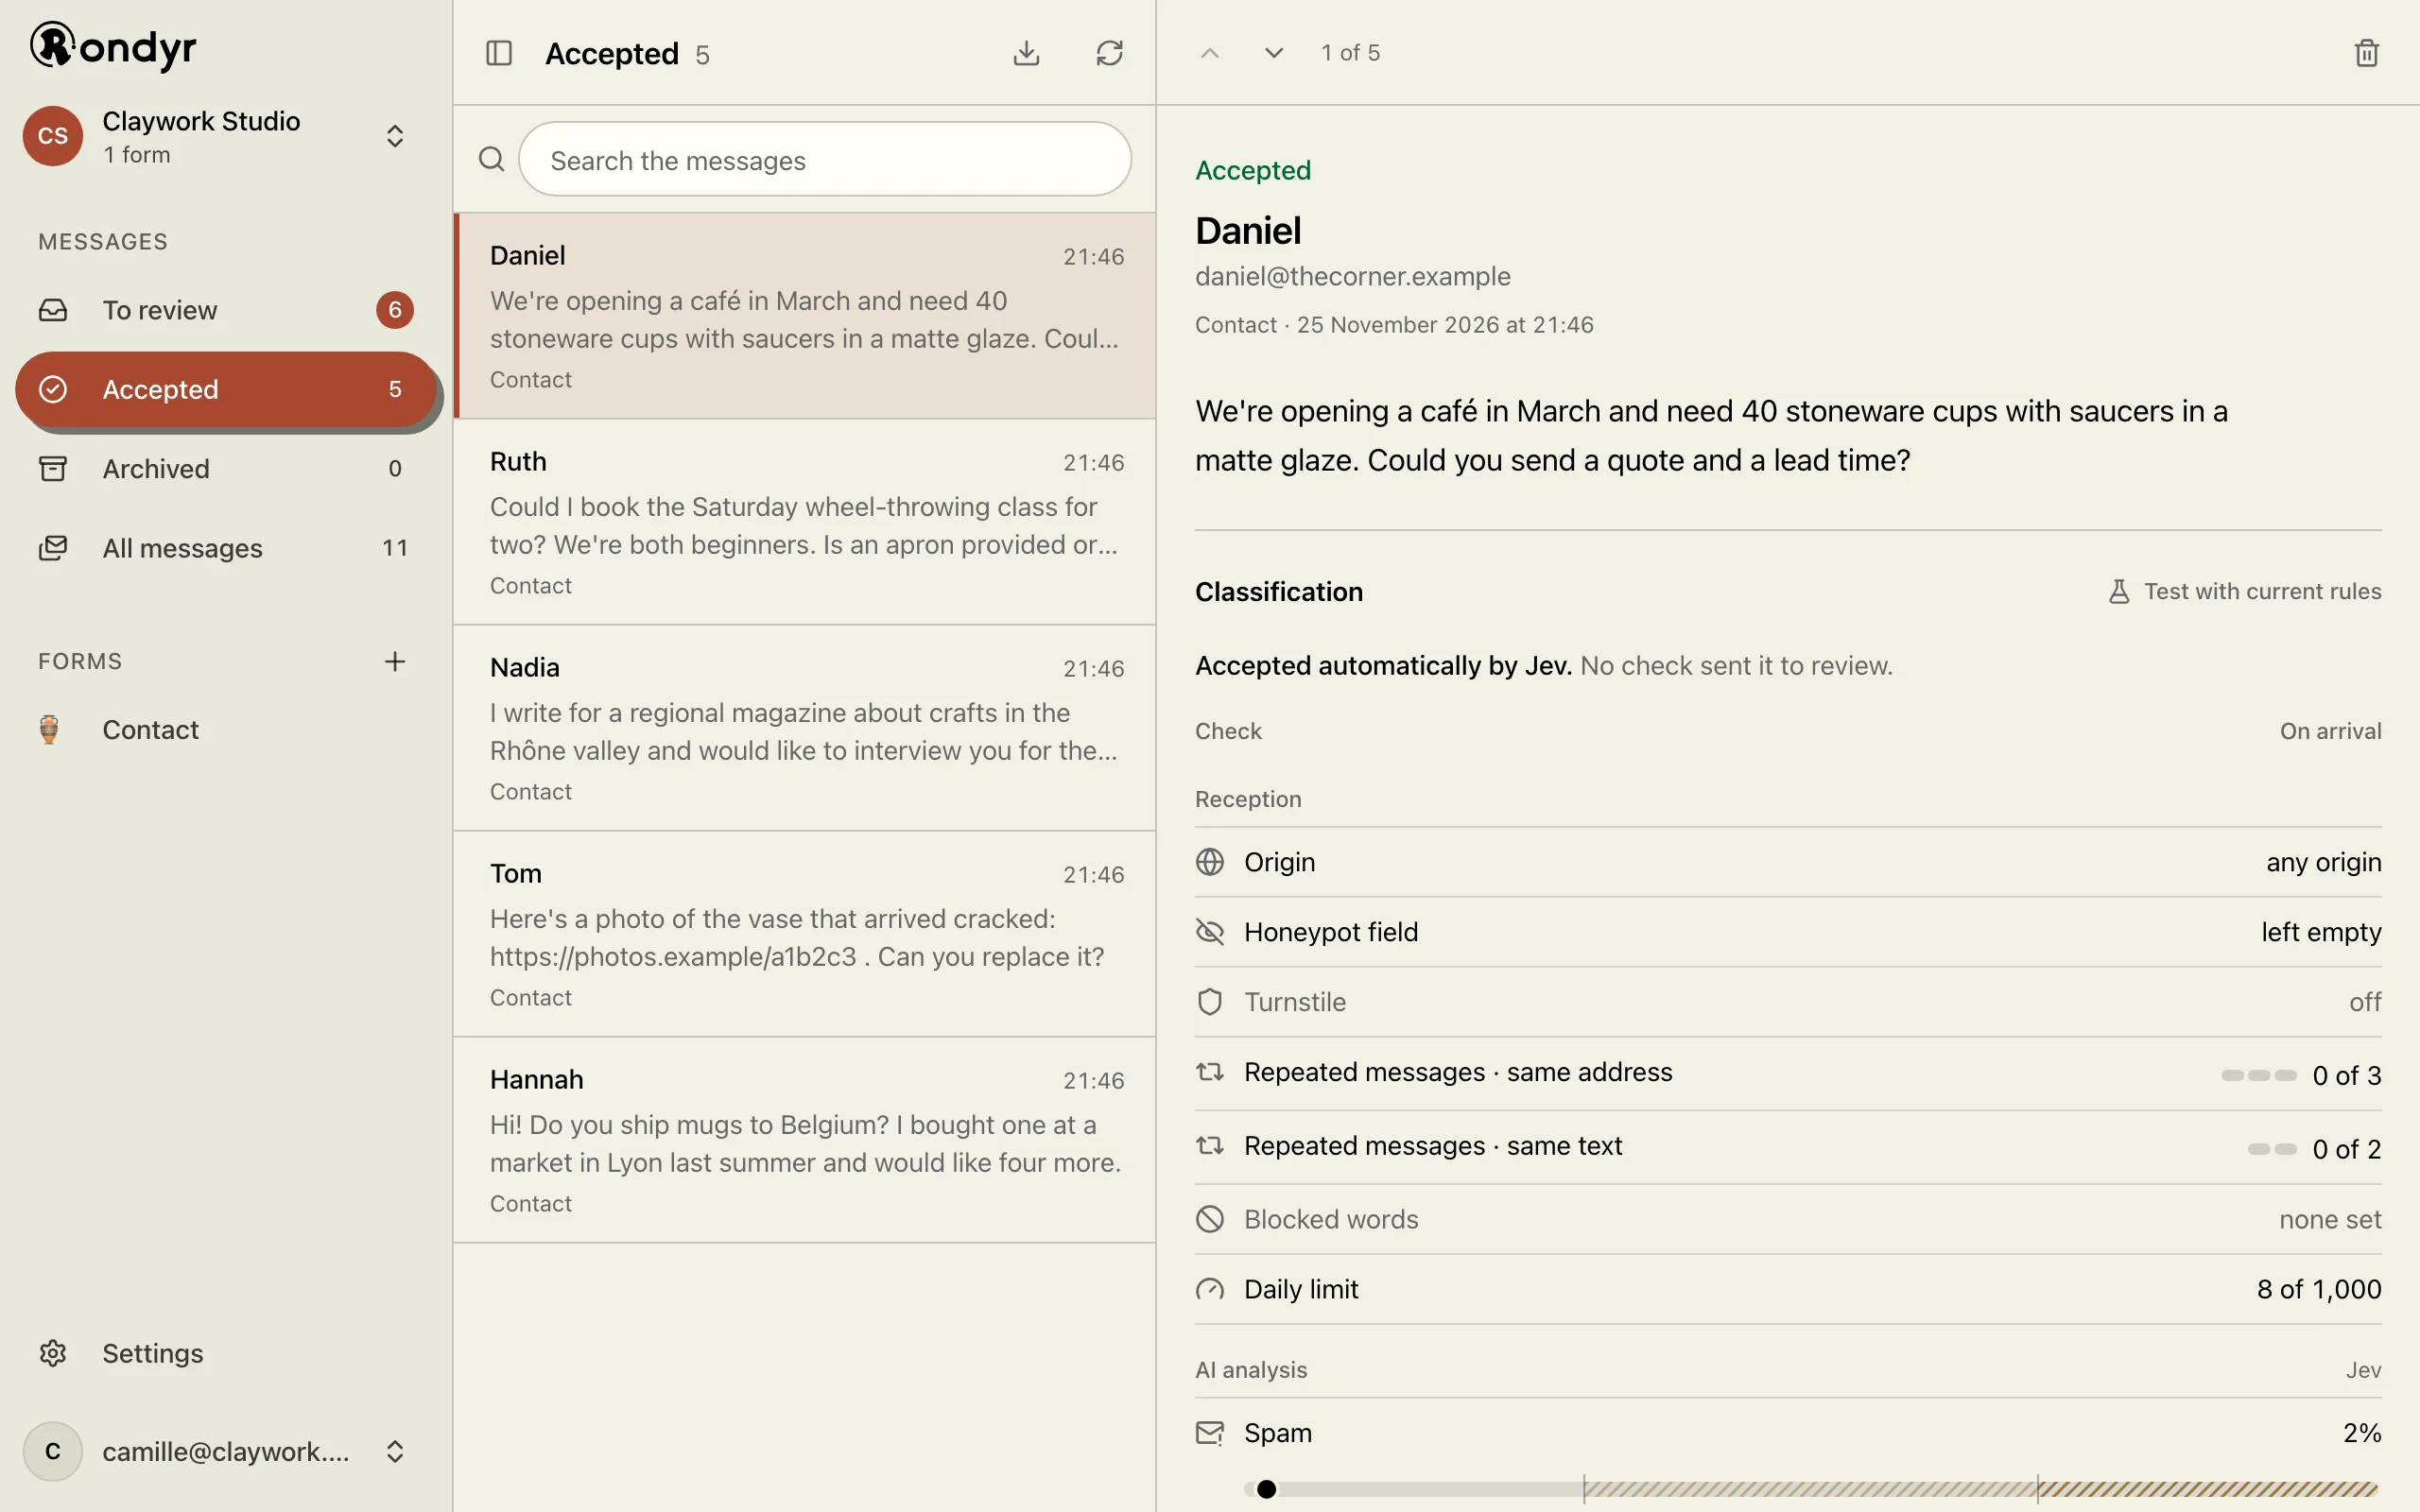 Rondyr
CS
Claywork Studio
1 form
MESSAGES
To review
6
Accepted
5
Archived
0
All messages
11
FORMS
Contact
Settings
C
camille@claywork....
Accepted 5
Search the messages
Daniel
21:46
We're opening a café in March and need 40
stoneware cups with saucers in a matte glaze. Coul...
Contact
Ruth
21:46
Could I book the Saturday wheel-throwing class for
two? We're both beginners. Is an apron provided or...
Contact
Nadia
21:46
I write for a regional magazine about crafts in the
Rhône valley and would like to interview you for the...
Contact
Tom
21:46
Here's a photo of the vase that arrived cracked:
https://photos.example/a1b2c3 . Can you replace it?
Contact
Hannah
21:46
Hi! Do you ship mugs to Belgium? I bought one at a
market in Lyon last summer and would like four more.
Contact
1 of 5
Accepted
Daniel
daniel@thecorner.example
Contact · 25 November 2026 at 21:46
We're opening a café in March and need 40 stoneware cups with saucers in a
matte glaze. Could you send a quote and a lead time?
Classification
Test with current rules
Accepted automatically by Jev. No check sent it to review.
Check
On arrival
Reception
Origin
any origin
Honeypot field
left empty
Turnstile
off
Repeated messages · same address
0 of 3
Repeated messages · same text
0 of 2
Blocked words
none set
Daily limit
8 of 1,000
AI analysis
Jev
Spam
2%